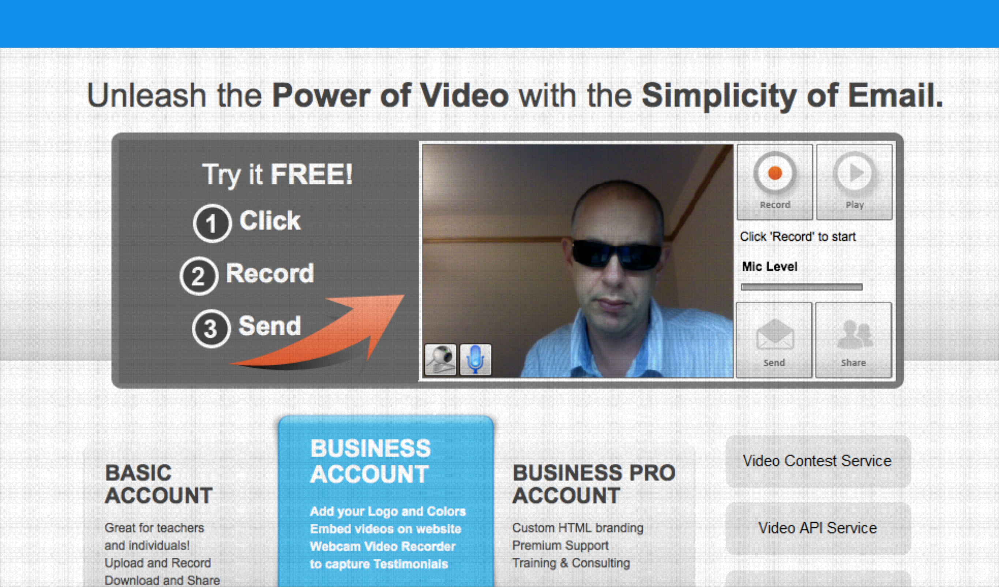 Unleash the Power of Video with the Simplicity of Email.
Try it FREE!
1 Click
2 Record
3 Send
Record
Play
Click 'Record' to start
Mic Level
Send
Share
BASIC
ACCOUNT
Great for teachers
and individuals!
Upload and Record
Download and Share
BUSINESS
ACCOUNT
Add your Logo and Colors
Embed videos on website
Webcam Video Recorder
to capture Testimonials
BUSINESS PRO
ACCOUNT
Custom HTML branding
Premium Support
Training & Consulting
Video Contest Service
Video API Service